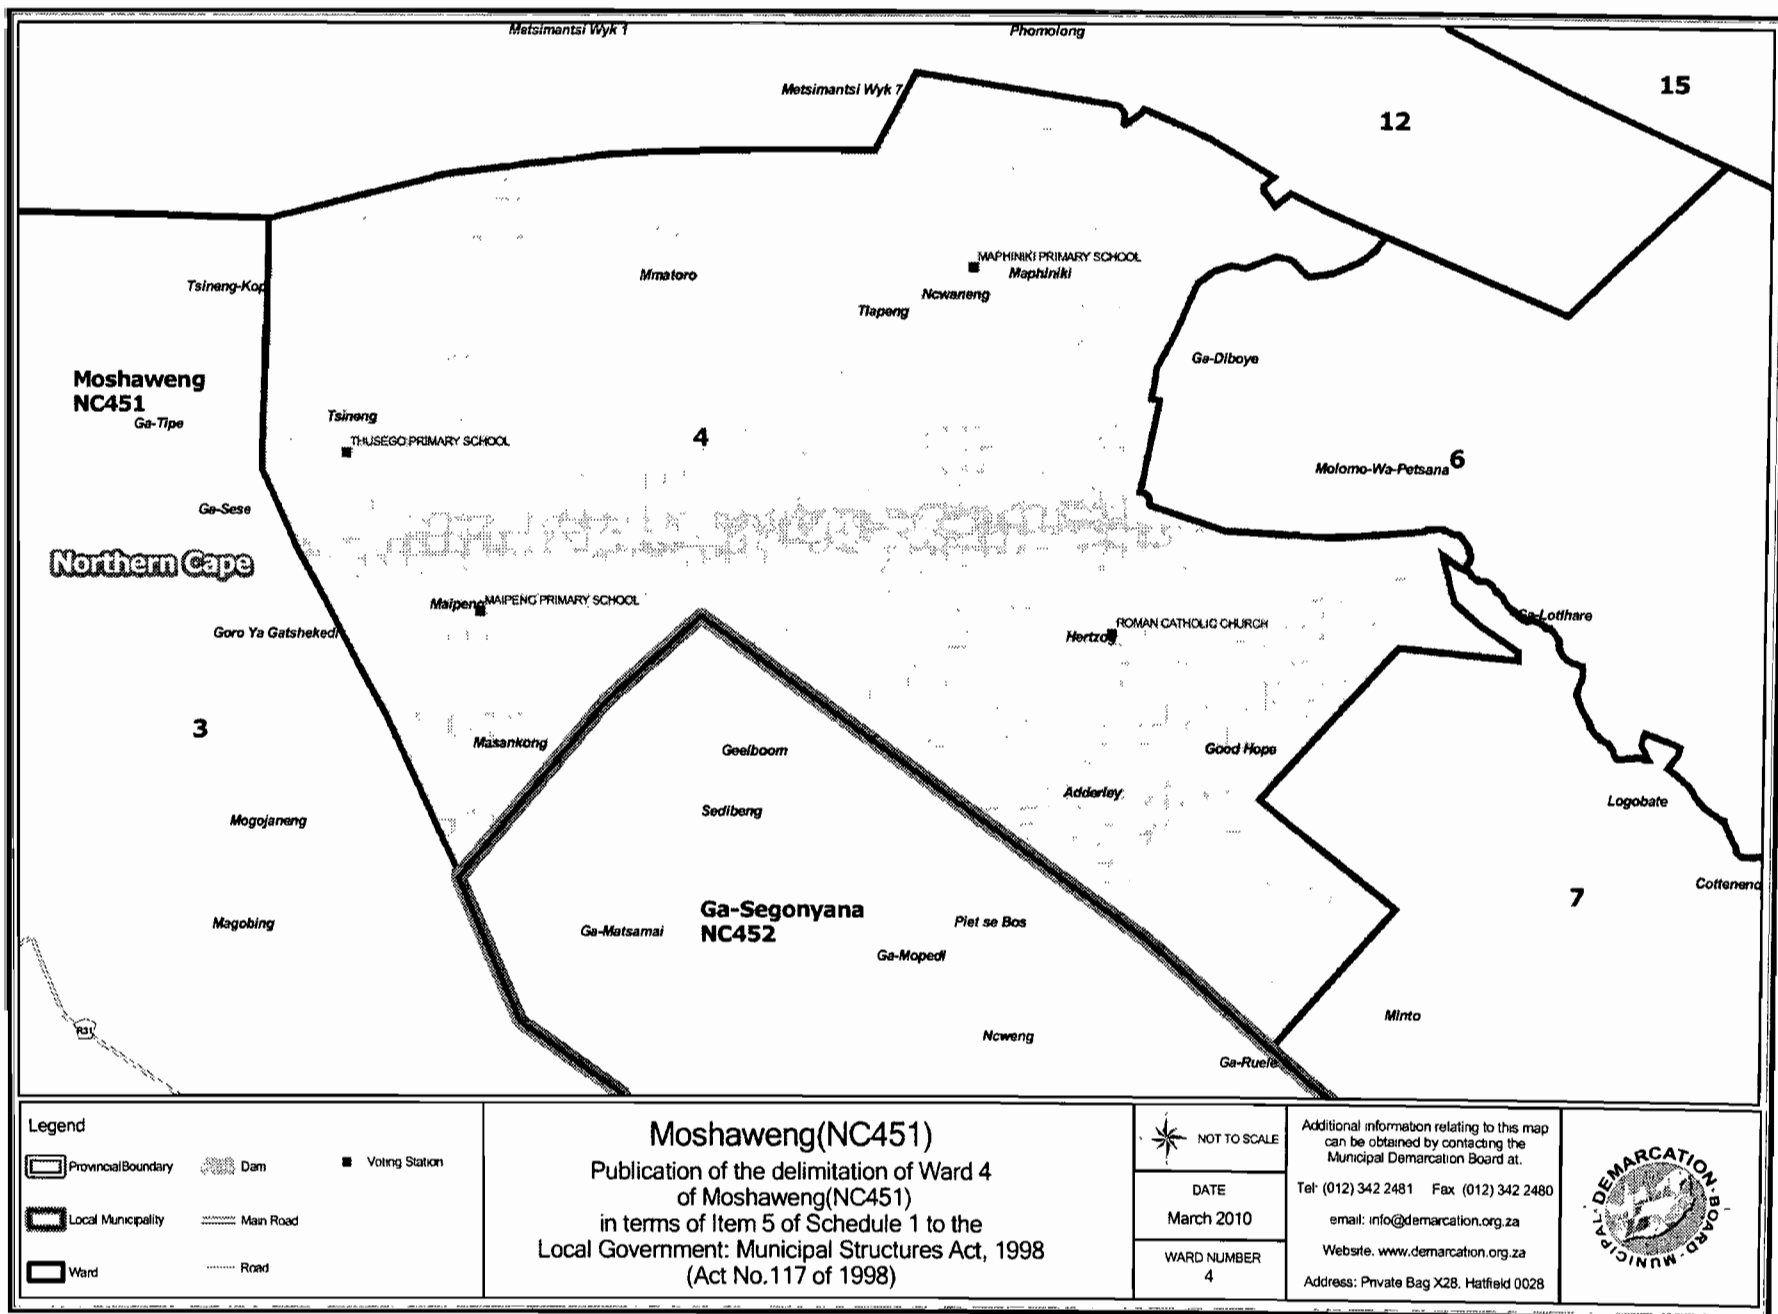 Metsimantsi Wyk 1
Phomolong
Metsimantsi Wyk 7
15
12
MAPHINIKI PRIMARY SCHOOL
Maphiniki
Mmatoro
Tsineng-Kop
Ncwaneng
Tlapeng
Ga-Diboye
Moshaweng
NC451
Ga-Tipe
Tsineng
THUSEGO PRIMARY SCHOOL
4
Molomo-Wa-Petsana
6
Ga-Sese
Northern Cape
Maipeng
MAIPENG PRIMARY SCHOOL
Ga-Lotlhare
ROMAN CATHOLIC CHURCH
Hertzog
Goro Ya Gatshekedi
3
Masankong
Geelboom
Good Hope
Adderley
Logobate
Sedibeng
Mogojaneng
Cottenend
7
Ga-Segonyana
NC452
Piet se Bos
Magobing
Ga-Matsamai
Ga-Mopedi
Minto
R31
Ncweng
Ga-Ruele
Legend
Provincial Boundary
Dam
Voting Station
Local Municipality
Main Road
Ward
Road
Moshaweng(NC451)
Publication of the delimitation of Ward 4
of Moshaweng(NC451)
in terms of Item 5 of Schedule 1 to the
Local Government: Municipal Structures Act, 1998
(Act No.117 of 1998)
NOT TO SCALE
DATE
March 2010
WARD NUMBER
4
Additional information relating to this map
can be obtained by contacting the
Municipal Demarcation Board at.
Tel: (012) 342 2481 Fax (012) 342 2480
email: info@demarcation.org.za
Website. www.demarcation.org.za
Address: Private Bag X28, Hatfield 0028
MUNICIPAL · DEMARCATION · BOARD